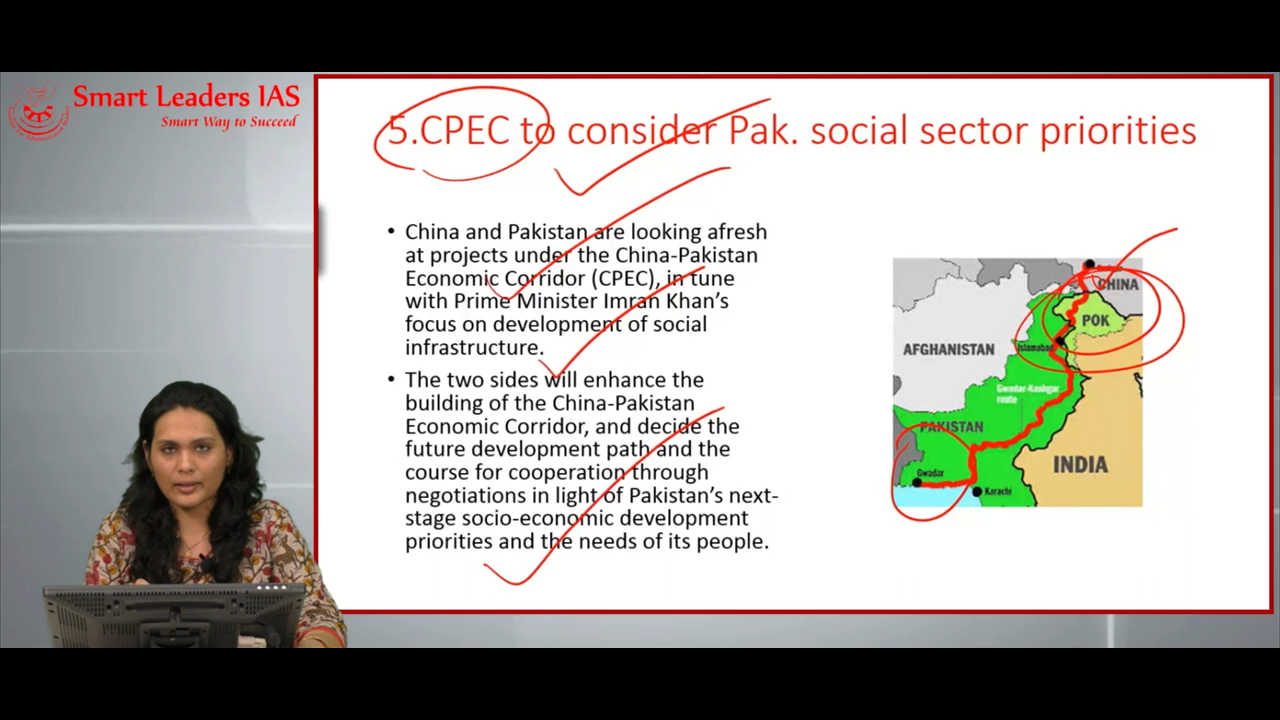 Smart Leaders IAS
Smart Way to Succeed
5.CPEC to consider Pak. social sector priorities
• China and Pakistan are looking afresh
at projects under the China-Pakistan
Economic Corridor (CPEC), in tune
with Prime Minister Imran Khan's
focus on development of social
infrastructure.
• The two sides will enhance the
building of the China-Pakistan
Economic Corridor, and decide the
future development path and the
course for cooperation through
negotiations in light of Pakistan's next-
stage socio-economic development
priorities and the needs of its people.
CHINA
POK
Islamabad
AFGHANISTAN
Gwadar-Kashgar
route
PAKISTAN
INDIA
Gwadar
Karachi